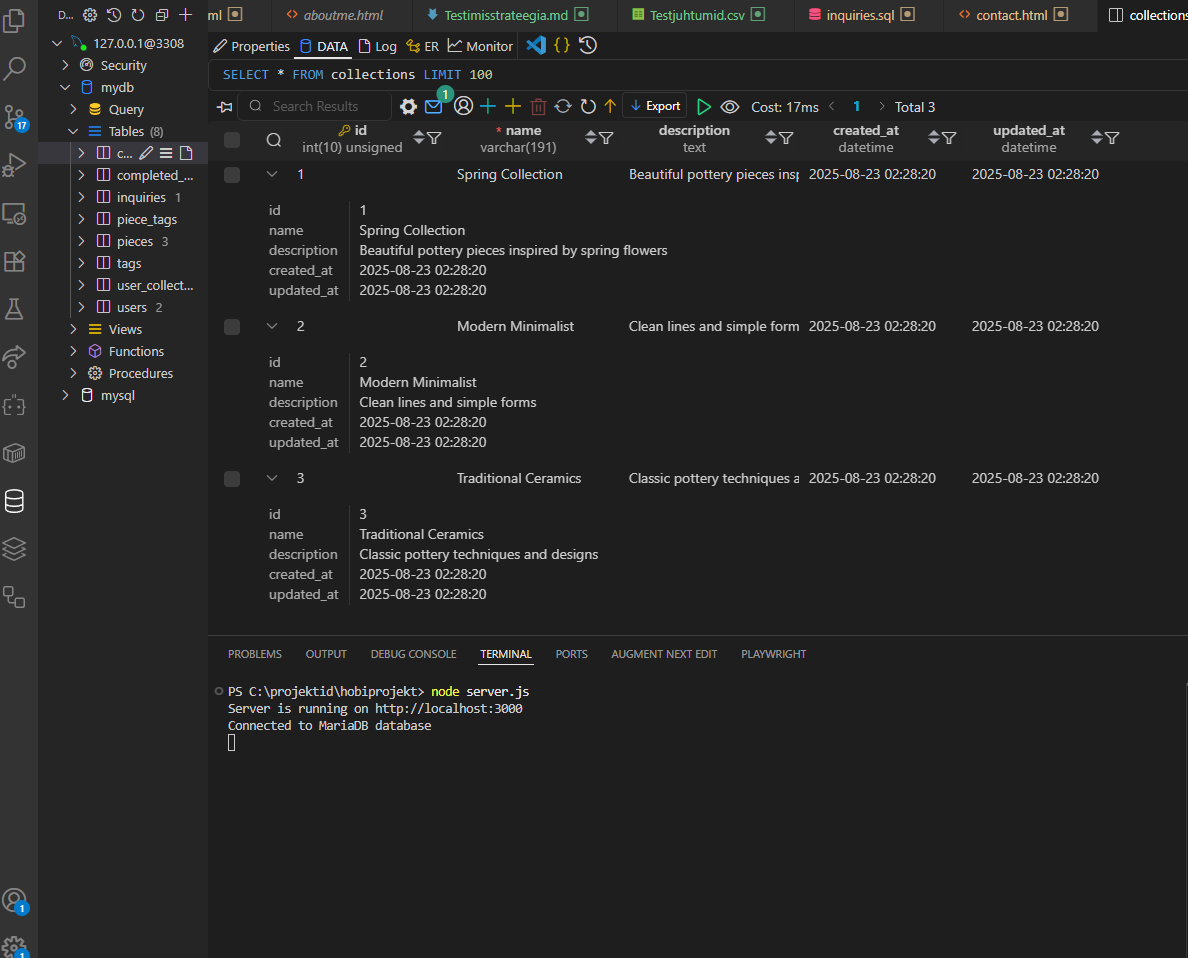 D... ml aboutme.html Testimisstrateegia.md Testjuhtumid.csv inquiries.sql contact.html collections
127.0.0.1@3308
Security
mydb
Query
Tables (8)
c...
completed_...
inquiries 1
piece_tags
pieces 3
tags
user_collect...
users 2
Views
Functions
Procedures
mysql
17
1
1
Properties DATA Log ER Monitor
SELECT * FROM collections LIMIT 100
Search Results 1 Export Cost: 17ms 1 Total 3
id * name description created_at updated_at
int(10) unsigned varchar(191) text datetime datetime
1 Spring Collection Beautiful pottery pieces insp 2025-08-23 02:28:20 2025-08-23 02:28:20
id 1
name Spring Collection
description Beautiful pottery pieces inspired by spring flowers
created_at 2025-08-23 02:28:20
updated_at 2025-08-23 02:28:20
2 Modern Minimalist Clean lines and simple form 2025-08-23 02:28:20 2025-08-23 02:28:20
id 2
name Modern Minimalist
description Clean lines and simple forms
created_at 2025-08-23 02:28:20
updated_at 2025-08-23 02:28:20
3 Traditional Ceramics Classic pottery techniques a 2025-08-23 02:28:20 2025-08-23 02:28:20
id 3
name Traditional Ceramics
description Classic pottery techniques and designs
created_at 2025-08-23 02:28:20
updated_at 2025-08-23 02:28:20
PROBLEMS OUTPUT DEBUG CONSOLE TERMINAL PORTS AUGMENT NEXT EDIT PLAYWRIGHT
PS C:\projektid\hobiprojekt> node server.js
Server is running on http://localhost:3000
Connected to MariaDB database